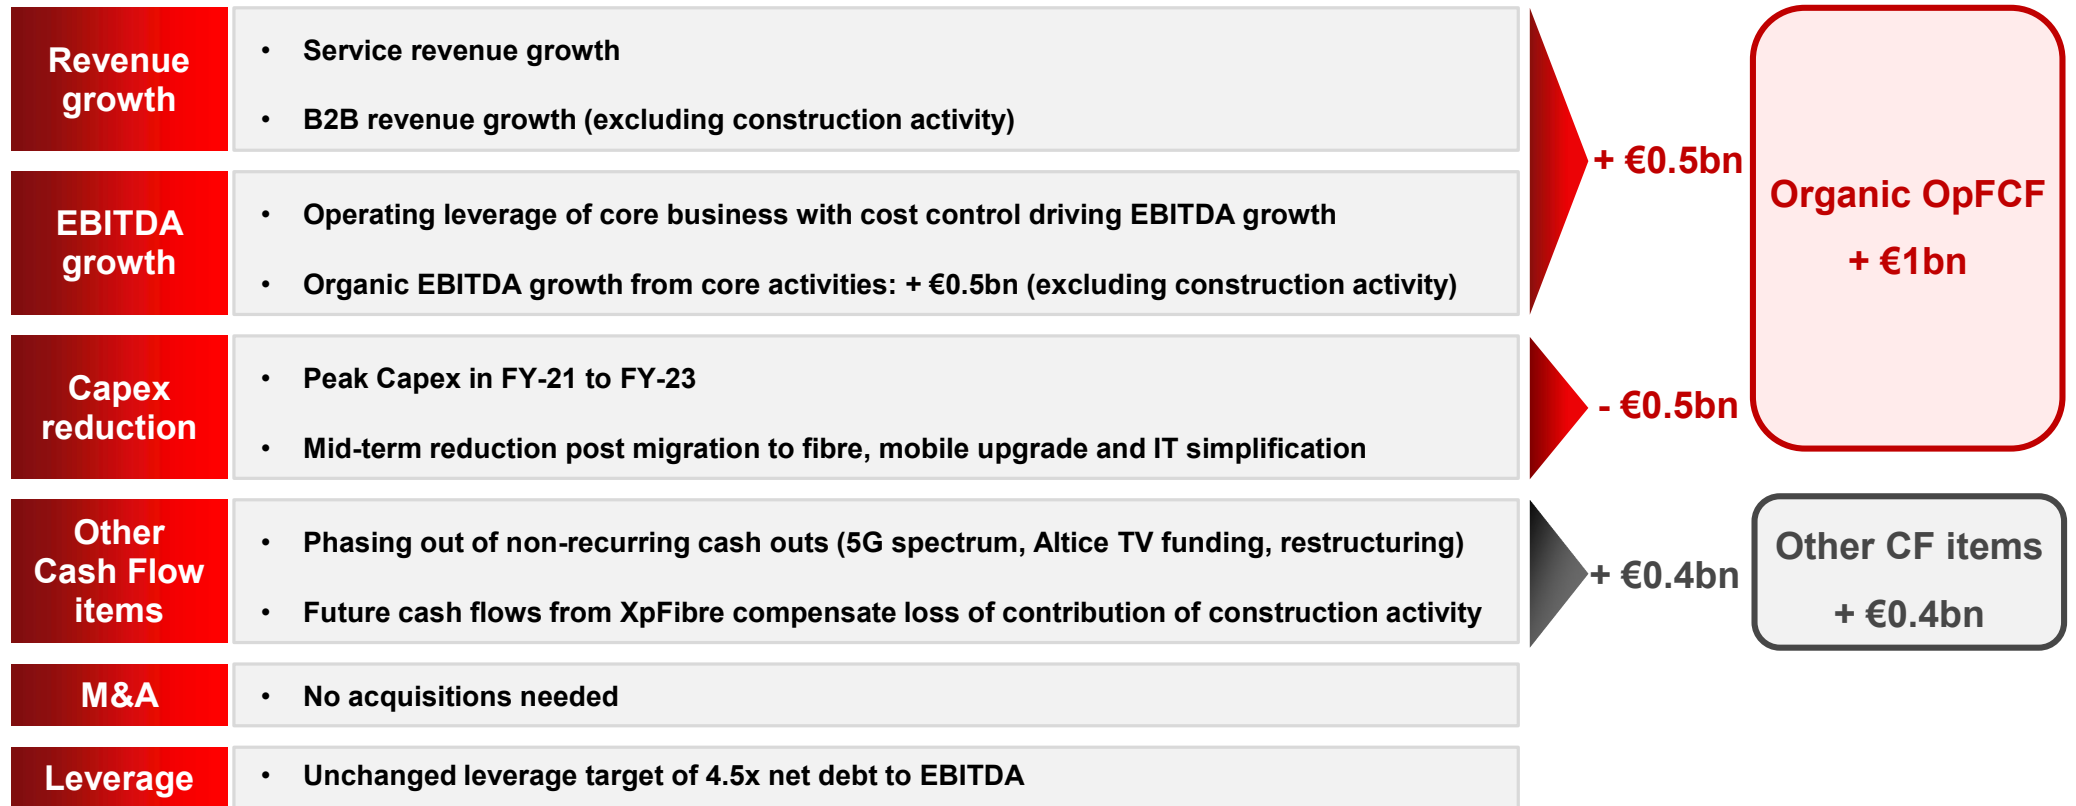 Revenue
growth
• Service revenue growth
• B2B revenue growth (excluding construction activity)
EBITDA
growth
• Operating leverage of core business with cost control driving EBITDA growth
• Organic EBITDA growth from core activities: + €0.5bn (excluding construction activity)
+ €0.5bn
Capex
reduction
• Peak Capex in FY-21 to FY-23
• Mid-term reduction post migration to fibre, mobile upgrade and IT simplification
- €0.5bn
Organic OpFCF
+ €1bn
Other
Cash Flow
items
• Phasing out of non-recurring cash outs (5G spectrum, Altice TV funding, restructuring)
• Future cash flows from XpFibre compensate loss of contribution of construction activity
+ €0.4bn
Other CF items
+ €0.4bn
M&A
• No acquisitions needed
Leverage
• Unchanged leverage target of 4.5x net debt to EBITDA